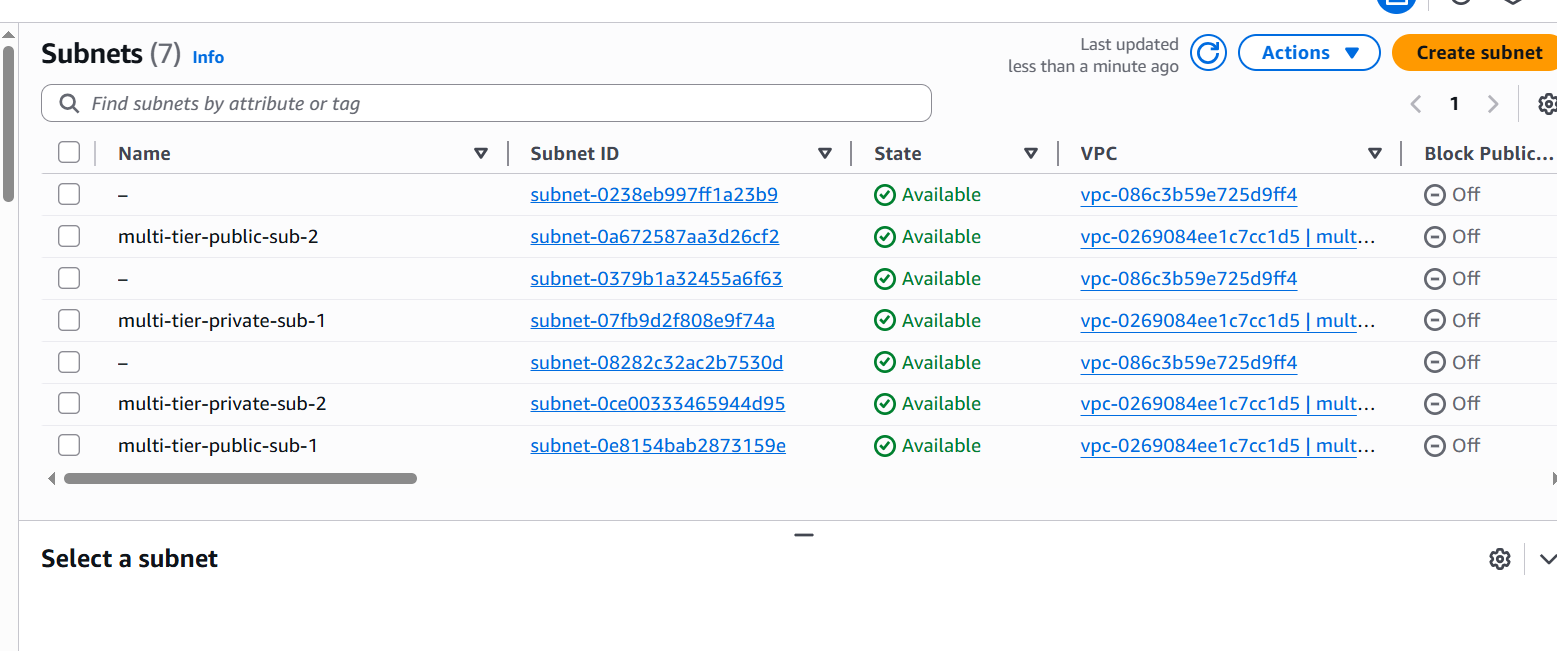 Subnets (7) Info
Last updated
less than a minute ago
Actions
Create subnet
Find subnets by attribute or tag
1
Name Subnet ID State VPC Block Public...
– subnet-0238eb997ff1a23b9 Available vpc-086c3b59e725d9ff4 Off
multi-tier-public-sub-2 subnet-0a672587aa3d26cf2 Available vpc-0269084ee1c7cc1d5 | mult... Off
– subnet-0379b1a32455a6f63 Available vpc-086c3b59e725d9ff4 Off
multi-tier-private-sub-1 subnet-07fb9d2f808e9f74a Available vpc-0269084ee1c7cc1d5 | mult... Off
– subnet-08282c32ac2b7530d Available vpc-086c3b59e725d9ff4 Off
multi-tier-private-sub-2 subnet-0ce00333465944d95 Available vpc-0269084ee1c7cc1d5 | mult... Off
multi-tier-public-sub-1 subnet-0e8154bab2873159e Available vpc-0269084ee1c7cc1d5 | mult... Off
Select a subnet